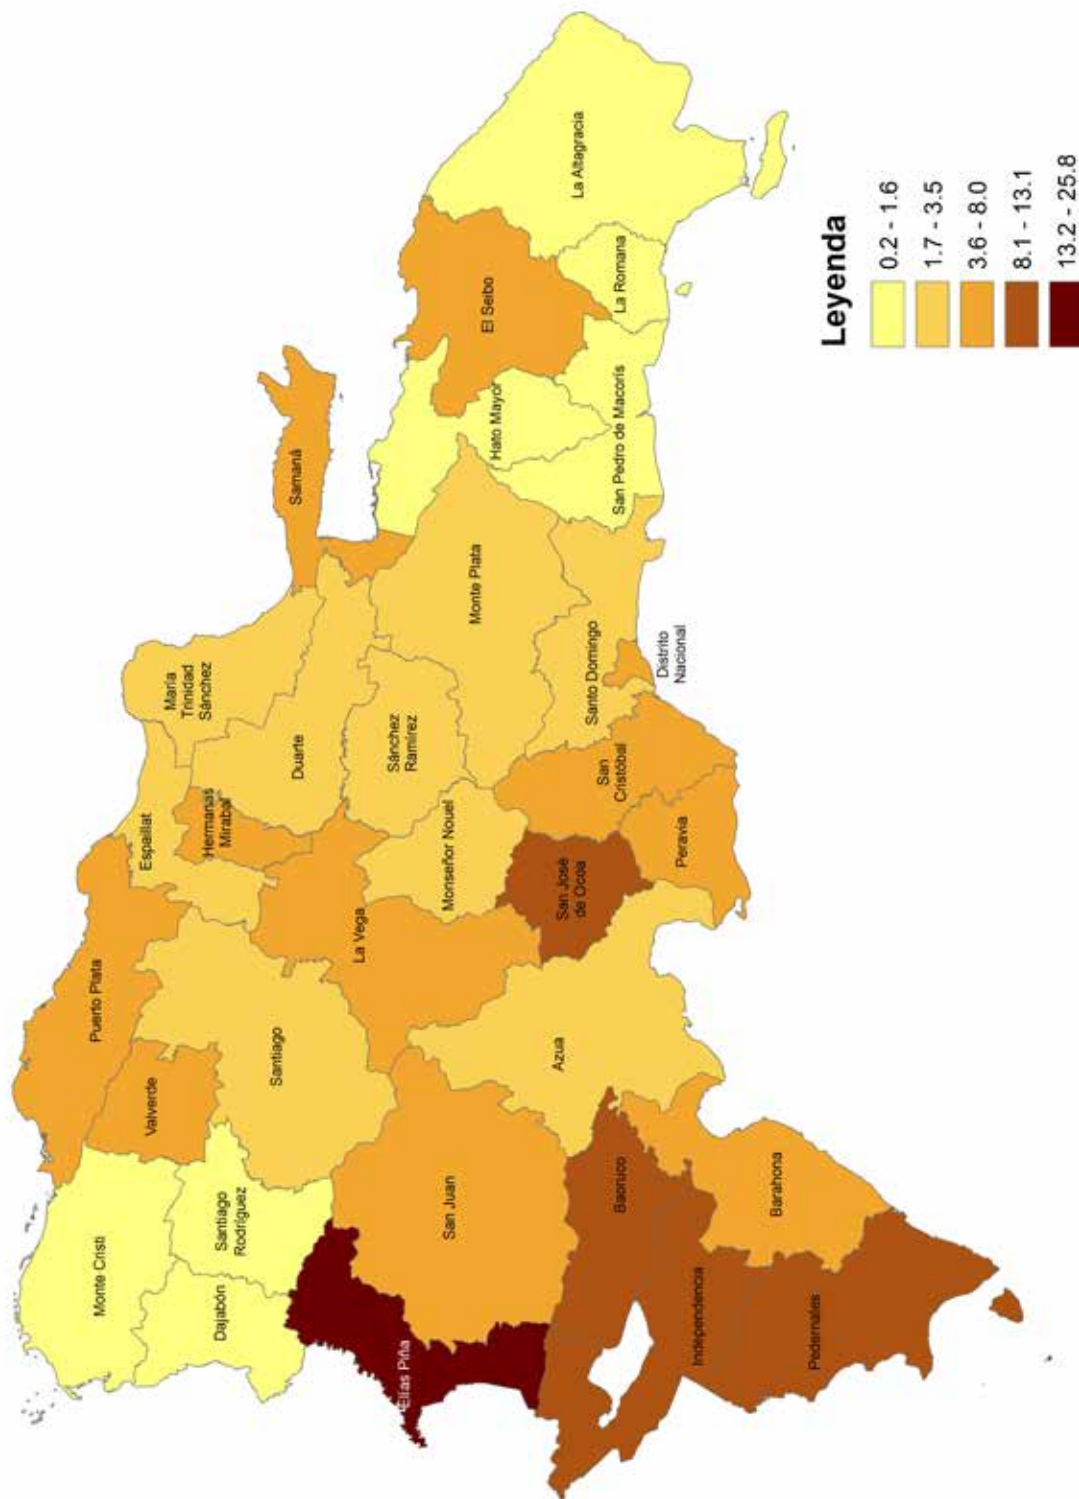 Puerto Plata
Espaillat
María
Trinidad
Sánchez
Monte Cristi
Valverde
Hermanas
Mirabal
Samaná
Santiago
Rodríguez
Dajabón
Santiago
Duarte
La Vega
Sánchez
Ramírez
Monte Plata
Hato Mayor
El Seibo
La Altagracia
Elías Piña
San Juan
Monseñor Nouel
Azua
San José
de Ocoa
San
Cristóbal
Santo Domingo
San Pedro de Macorís
La Romana
Baoruco
Peravia
Distrito
Nacional
Independencia
Barahona
Pedernales
Leyenda
0.2 - 1.6
1.7 - 3.5
3.6 - 8.0
8.1 - 13.1
13.2 - 25.8